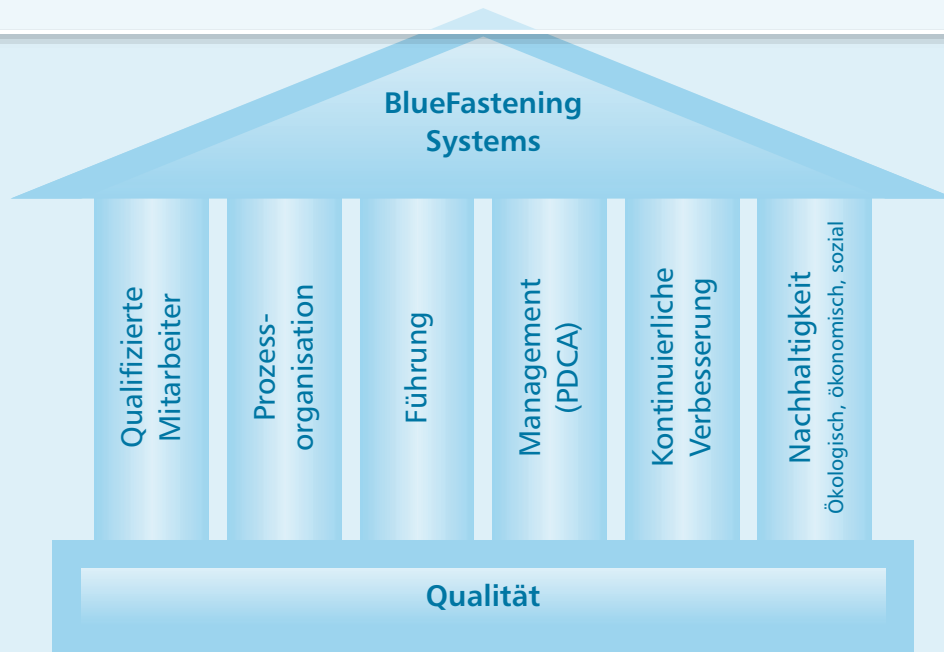 BlueFastening
Systems
Qualifizierte
Mitarbeiter
Prozess-
organisation
Führung
Management
(PDCA)
Kontinuierliche
Verbesserung
Nachhaltigkeit
Ökologisch, ökonomisch, sozial
Qualität